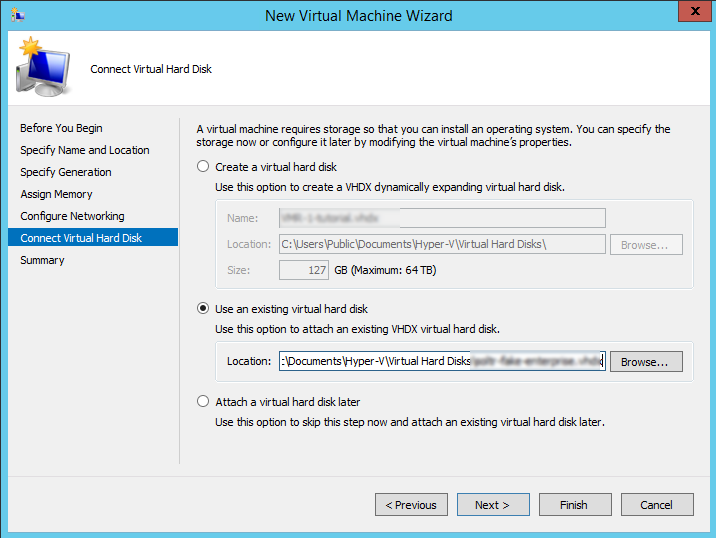 New Virtual Machine Wizard
x
Connect Virtual Hard Disk
Before You Begin
Specify Name and Location
Specify Generation
Assign Memory
Configure Networking
Connect Virtual Hard Disk
Summary
A virtual machine requires storage so that you can install an operating system. You can specify the
storage now or configure it later by modifying the virtual machine's properties.
Create a virtual hard disk
Use this option to create a VHDX dynamically expanding virtual hard disk.
Name:
Location: C:\Users\Public\Documents\Hyper-V\Virtual Hard Disks\ Browse...
Size: 127 GB (Maximum: 64 TB)
Use an existing virtual hard disk
Use this option to attach an existing VHDX virtual hard disk.
Location: :\Documents\Hyper-V\Virtual Hard Disks Browse...
Attach a virtual hard disk later
Use this option to skip this step now and attach an existing virtual hard disk later.
< Previous Next > Finish Cancel